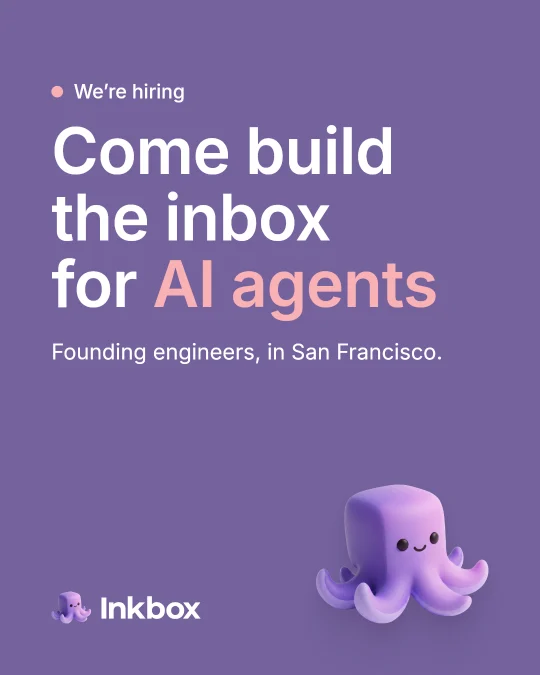 We’re hiring
Come build
the inbox
for AI agents
Founding engineers, in San Francisco.
Inkbox